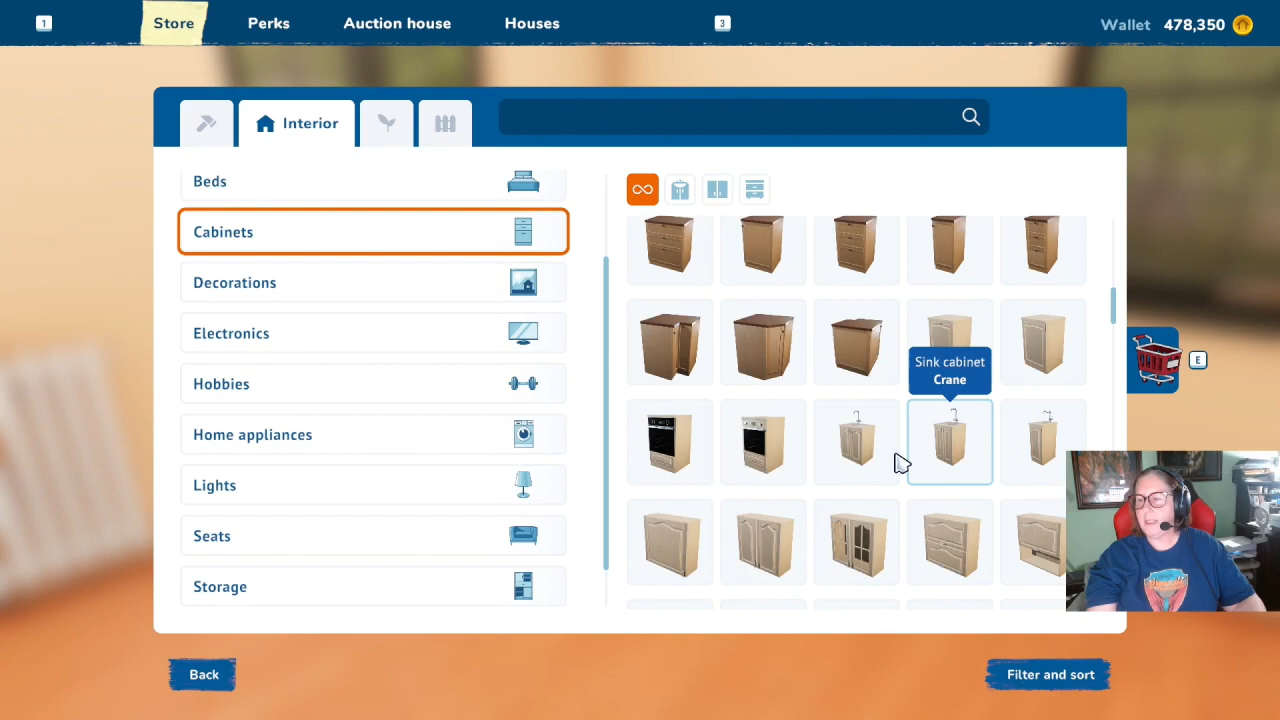 1 Store Perks Auction house Houses 3 Wallet 478,350
Interior
Beds
Cabinets
Decorations
Electronics
Hobbies
Home appliances
Lights
Seats
Storage
Sink cabinet
Crane
E
Back
Filter and sort